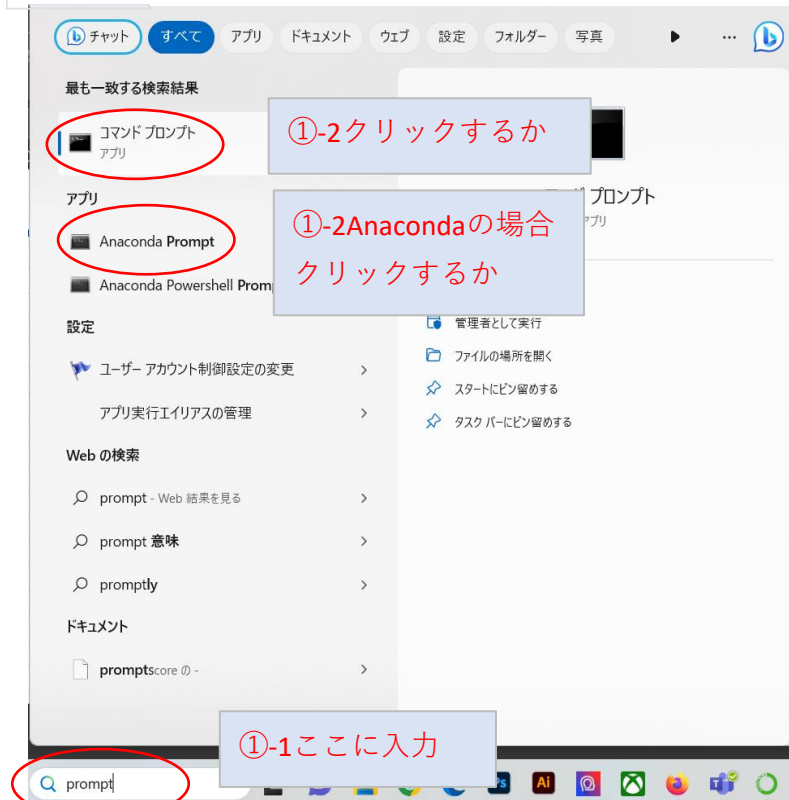 チャット すべて アプリ ドキュメント ウェブ 設定 フォルダー 写真 ▶ …
最も一致する検索結果
コマンド プロンプト
アプリ
①-2クリックするか
プロンプト
アプリ
①-2Anacondaの場合
クリックするか
Anaconda Prompt
Anaconda Powershell Prom
管理者として実行
ファイルの場所を開く
スタートにピン留めする
タスク バーにピン留めする
設定
ユーザー アカウント制御設定の変更
アプリ実行エイリアスの管理
Web の検索
prompt - Web 結果を見る
prompt 意味
promptly
ドキュメント
promptscore の -
①-1ここに入力
prompt
Ps
Ai